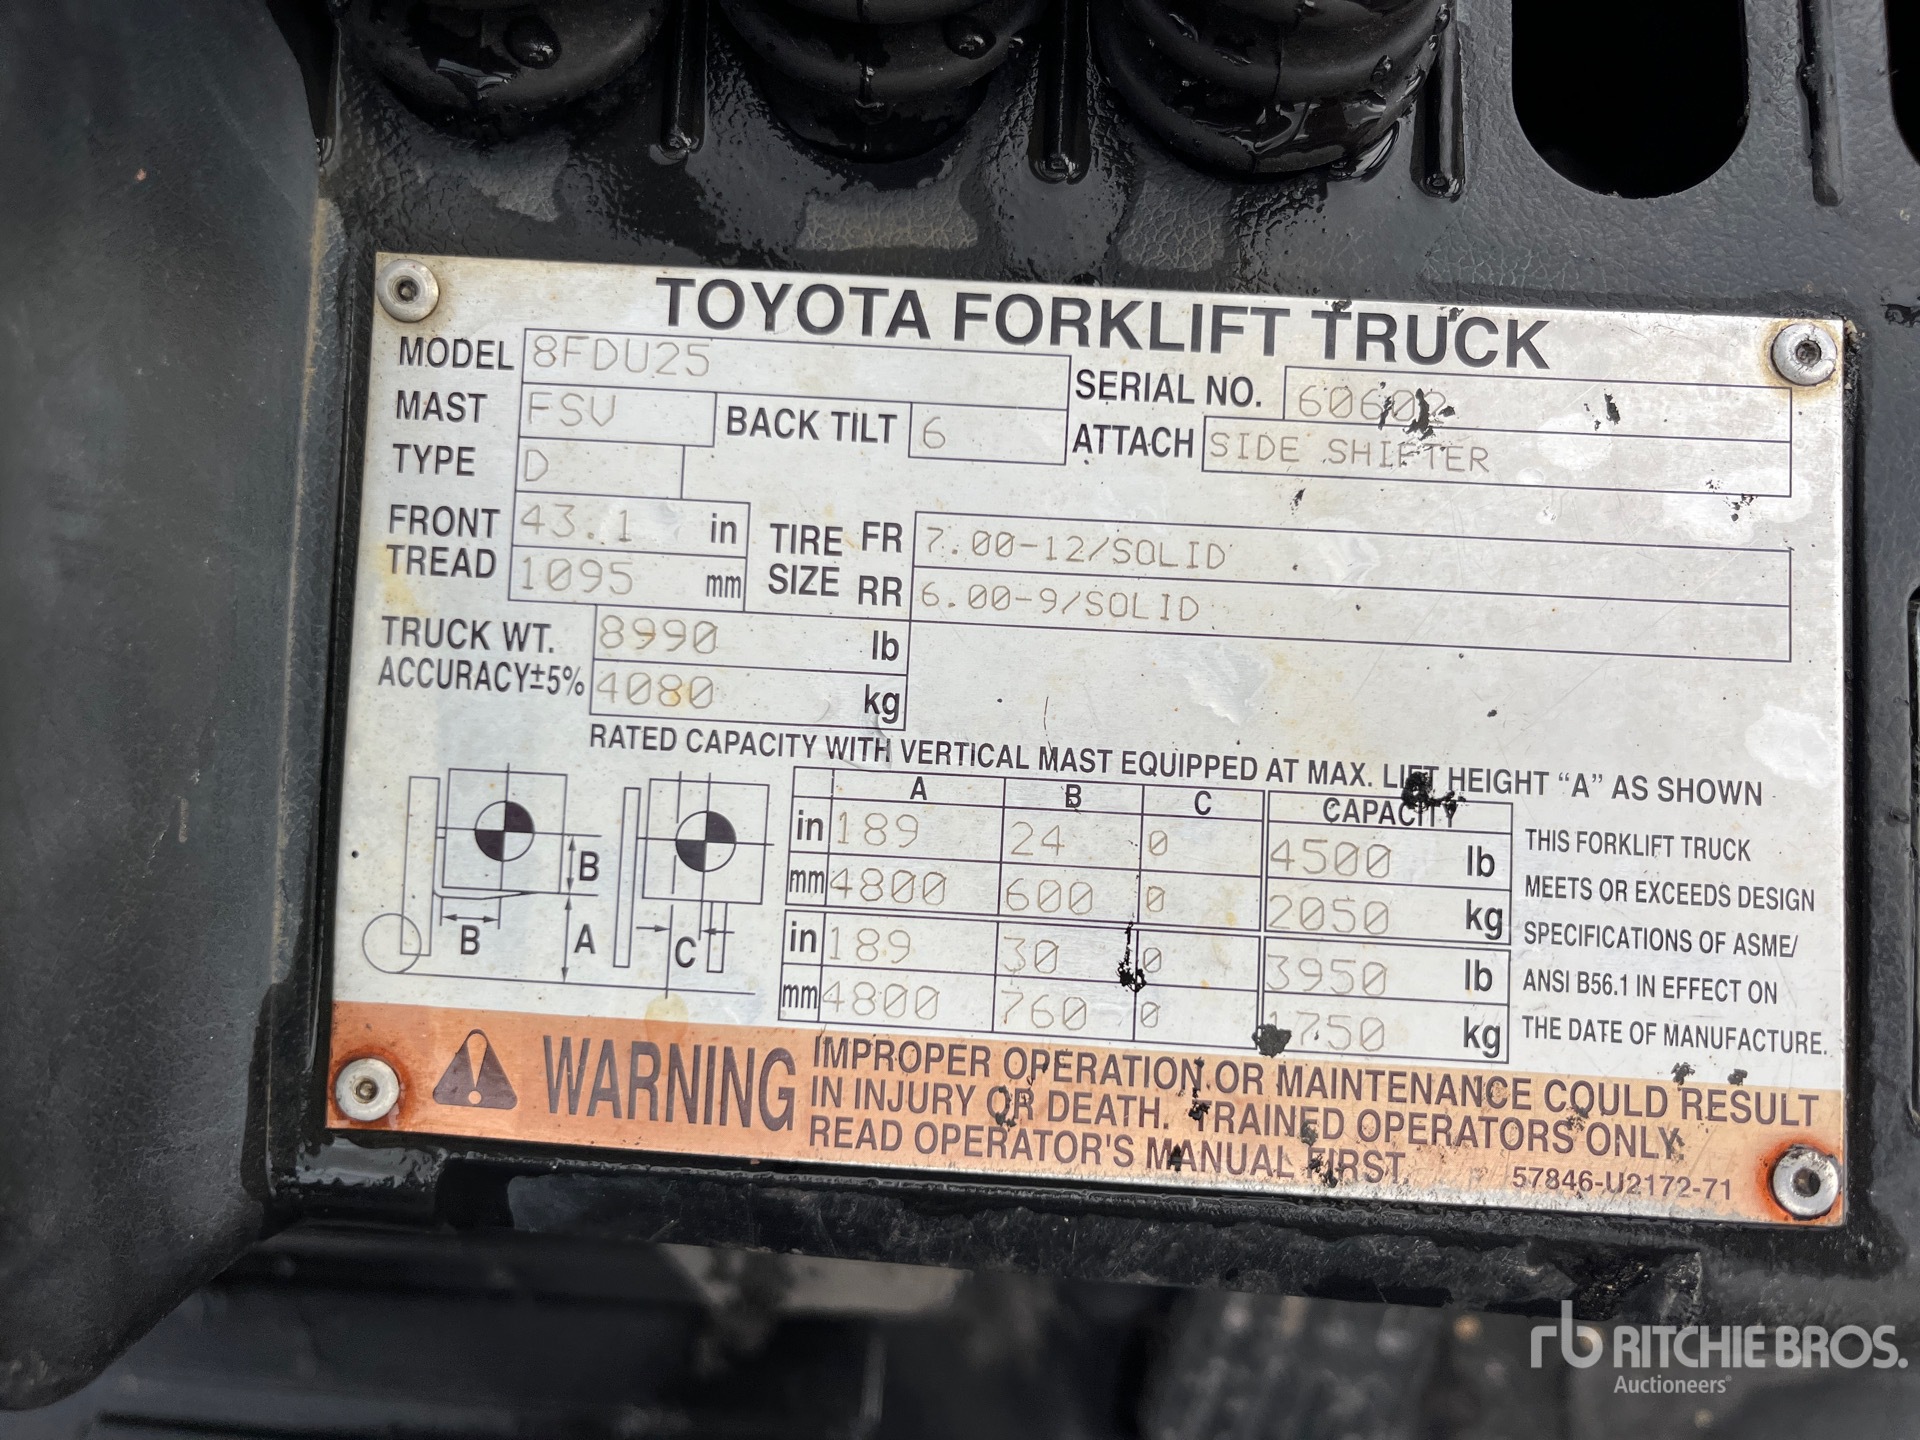 TOYOTA FORKLIFT TRUCK
MODEL 8FDU25
SERIAL NO. 60602
MAST FSV BACK TILT 6
ATTACH SIDE SHIFTER
TYPE D
FRONT TREAD 43.1 in
1095 mm
TIRE SIZE FR 7.00-12/SOLID
RR 6.00-9/SOLID
TRUCK WT. 8990 lb
ACCURACY±5% 4080 kg
RATED CAPACITY WITH VERTICAL MAST EQUIPPED AT MAX. LIFT HEIGHT “A” AS SHOWN
A B C CAPACITY
in 189 24 0 4500 lb
mm 4800 600 0 2050 kg
in 189 30 0 3950 lb
mm 4800 760 0 1750 kg
B
B A C
THIS FORKLIFT TRUCK
MEETS OR EXCEEDS DESIGN
SPECIFICATIONS OF ASME/
ANSI B56.1 IN EFFECT ON
THE DATE OF MANUFACTURE.
WARNING
IMPROPER OPERATION OR MAINTENANCE COULD RESULT
IN INJURY OR DEATH. TRAINED OPERATORS ONLY.
READ OPERATOR'S MANUAL FIRST.
57846-U2172-71
rb RITCHIE BROS.
Auctioneers